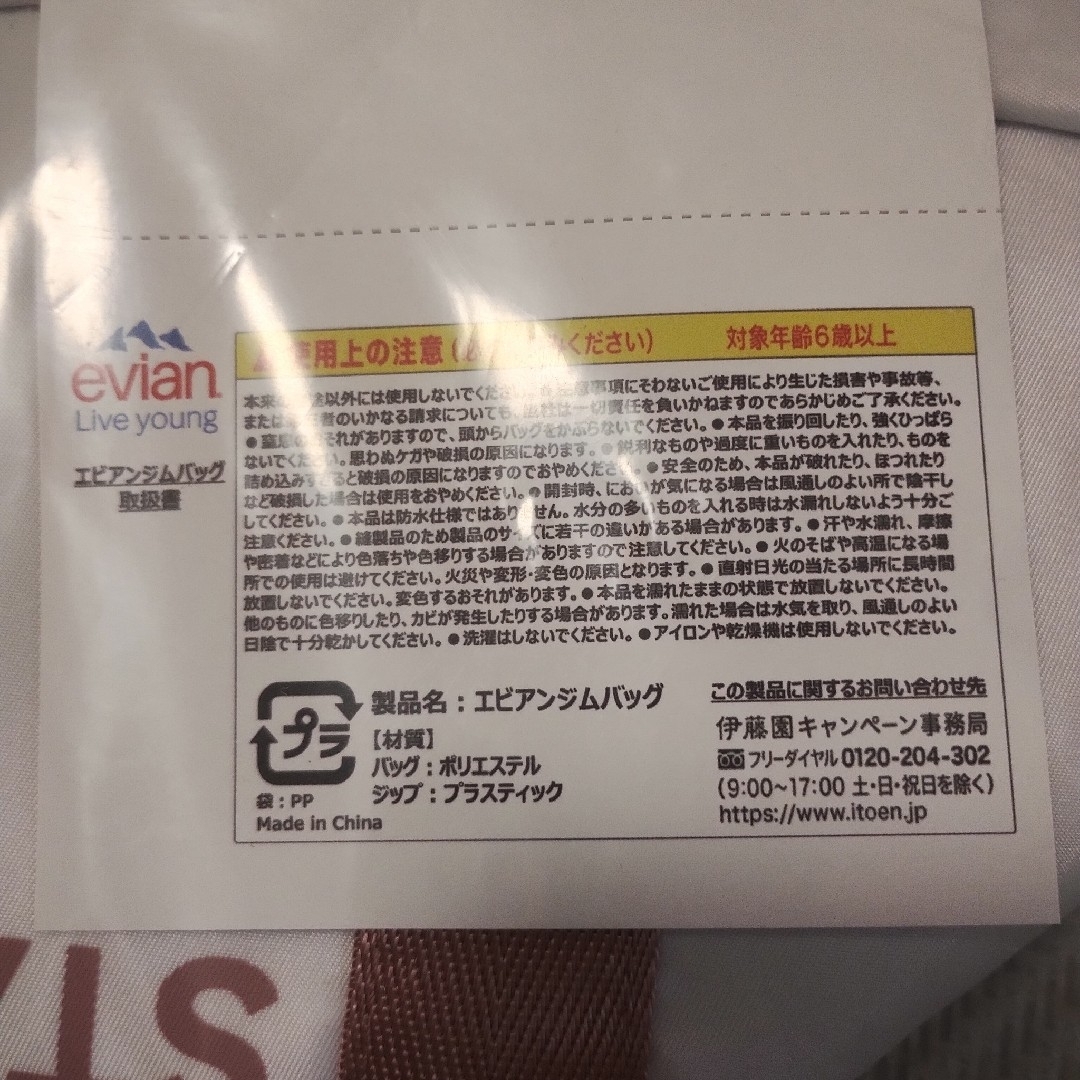 evian
Live young
エビアンジムバッグ
取扱書
使用上の注意 ください) 対象年齢6歳以上
本来の 以外には使用しないでください 注意事項にそわないご使用により生じた損害や事故等、
また 者のいかなる請求についても、 は一切責任を負いかねますのであらかじめご了承ください。
● それがありますので、頭からバッグをかぶらないでください。●本品を振り回したり、強くひっぱら
ないでください。思わぬケガや破損の原因になります。●鋭利なものや過度に重いものを入れたり、ものを
詰め込みすぎると破損の原因になりますのでおやめください。●安全のため、本品が破れたり、ほつれたり
など破損した場合は使用をおやめください。●開封時、においが気になる場合は風通しのよい所で陰干し
してください。●本品は防水仕様ではありません。水分の多いものを入れる時は水漏れしないよう十分ご
注意ください。●縫製品のため製品のサイズに若干の違いがある場合があります。●汗や水漏れ、摩擦
や密着などにより色落ちや色移りする場合がありますので注意してください。●火のそばや高温になる場
所での使用は避けてください。火災や変形・変色の原因となります。●直射日光の当たる場所に長時間
放置しないでください。変色するおそれがあります。●本品を濡れたままの状態で放置しないでください。
他のものに色移りしたり、カビが発生したりする場合があります。濡れた場合は水気を取り、風通しのよい
日陰で十分乾かしてください。●洗濯はしないでください。●アイロンや乾燥機は使用しないでください。
プラ
袋：PP
Made in China
製品名：エビアンジムバッグ
【材質】
バッグ：ポリエステル
ジップ：プラスティック
この製品に関するお問い合わせ先
伊藤園キャンペーン事務局
フリーダイヤル 0120-204-302
(9:00～17:00 土・日・祝日を除く)
https://www.itoen.jp